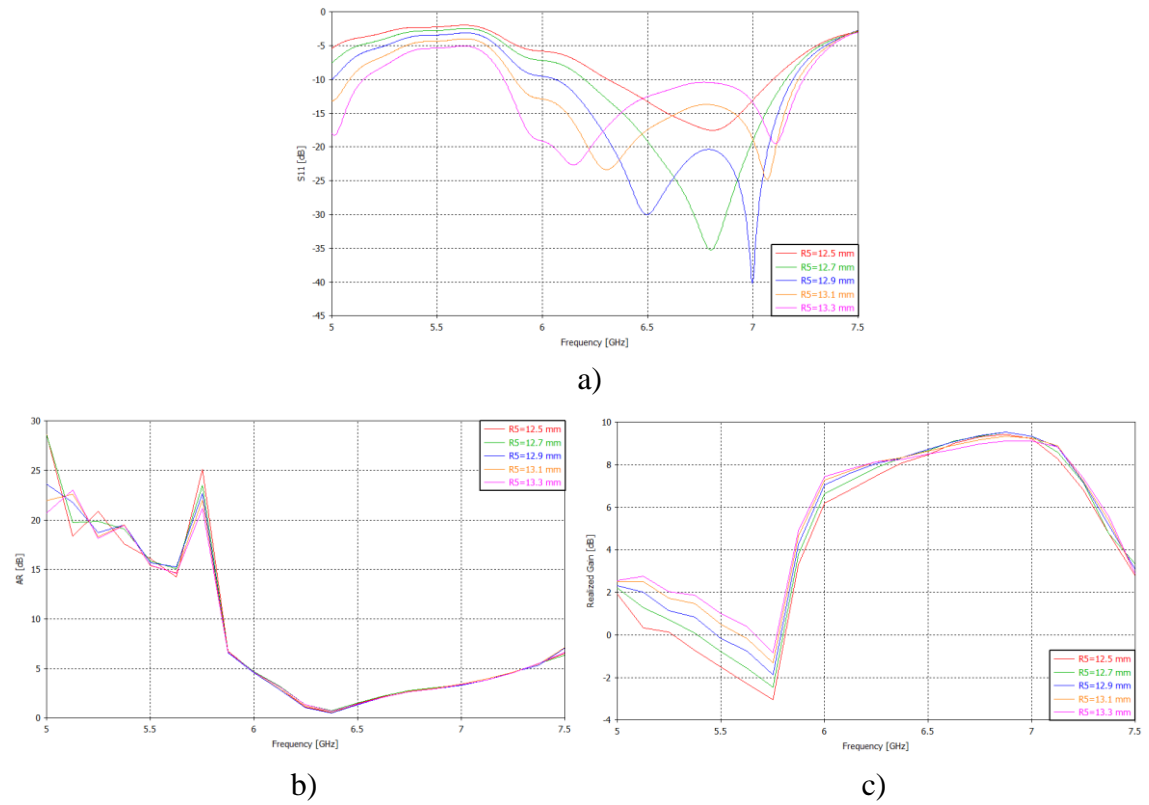 0
-5
-10
-15
-20
-25
-30
-35
-40
-45
S11 [dB]
R5=12.5 mm
R5=12.7 mm
R5=12.9 mm
R5=13.1 mm
R5=13.3 mm
5 5.5 6 6.5 7 7.5
Frequency [GHz]
a)
30
25
20
15
10
5
0
AR [dB]
R5=12.5 mm
R5=12.7 mm
R5=12.9 mm
R5=13.1 mm
R5=13.3 mm
5 5.5 6 6.5 7 7.5
Frequency [GHz]
b)
10
8
6
4
2
0
-2
-4
Realized Gain [dB]
R5=12.5 mm
R5=12.7 mm
R5=12.9 mm
R5=13.1 mm
R5=13.3 mm
5 5.5 6 6.5 7 7.5
Frequency [GHz]
c)